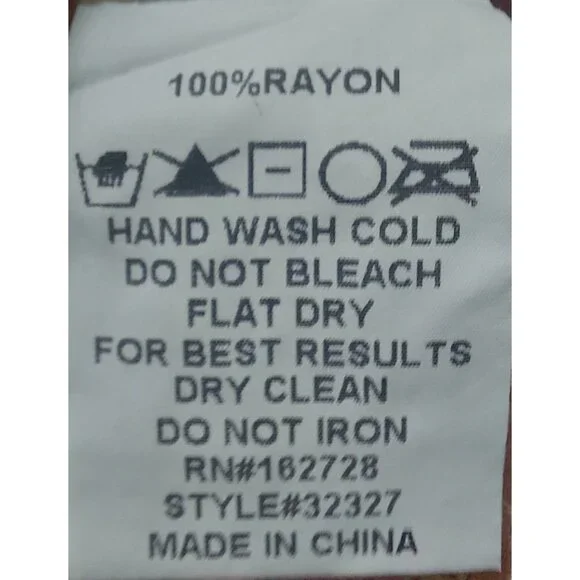 100%RAYON
HAND WASH COLD
DO NOT BLEACH
FLAT DRY
FOR BEST RESULTS
DRY CLEAN
DO NOT IRON
RN#162728
STYLE#32327
MADE IN CHINA